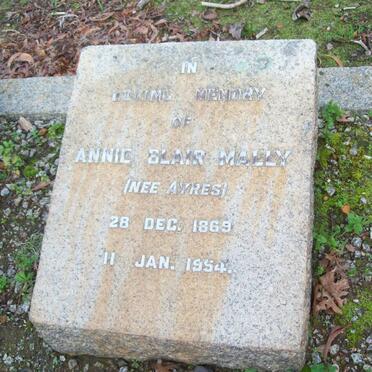 IN
LOVING MEMORY
OF
ANNIE BLAIR MALLY
(NEE AYRES)
28 DEC. 1869
11 JAN. 1954.